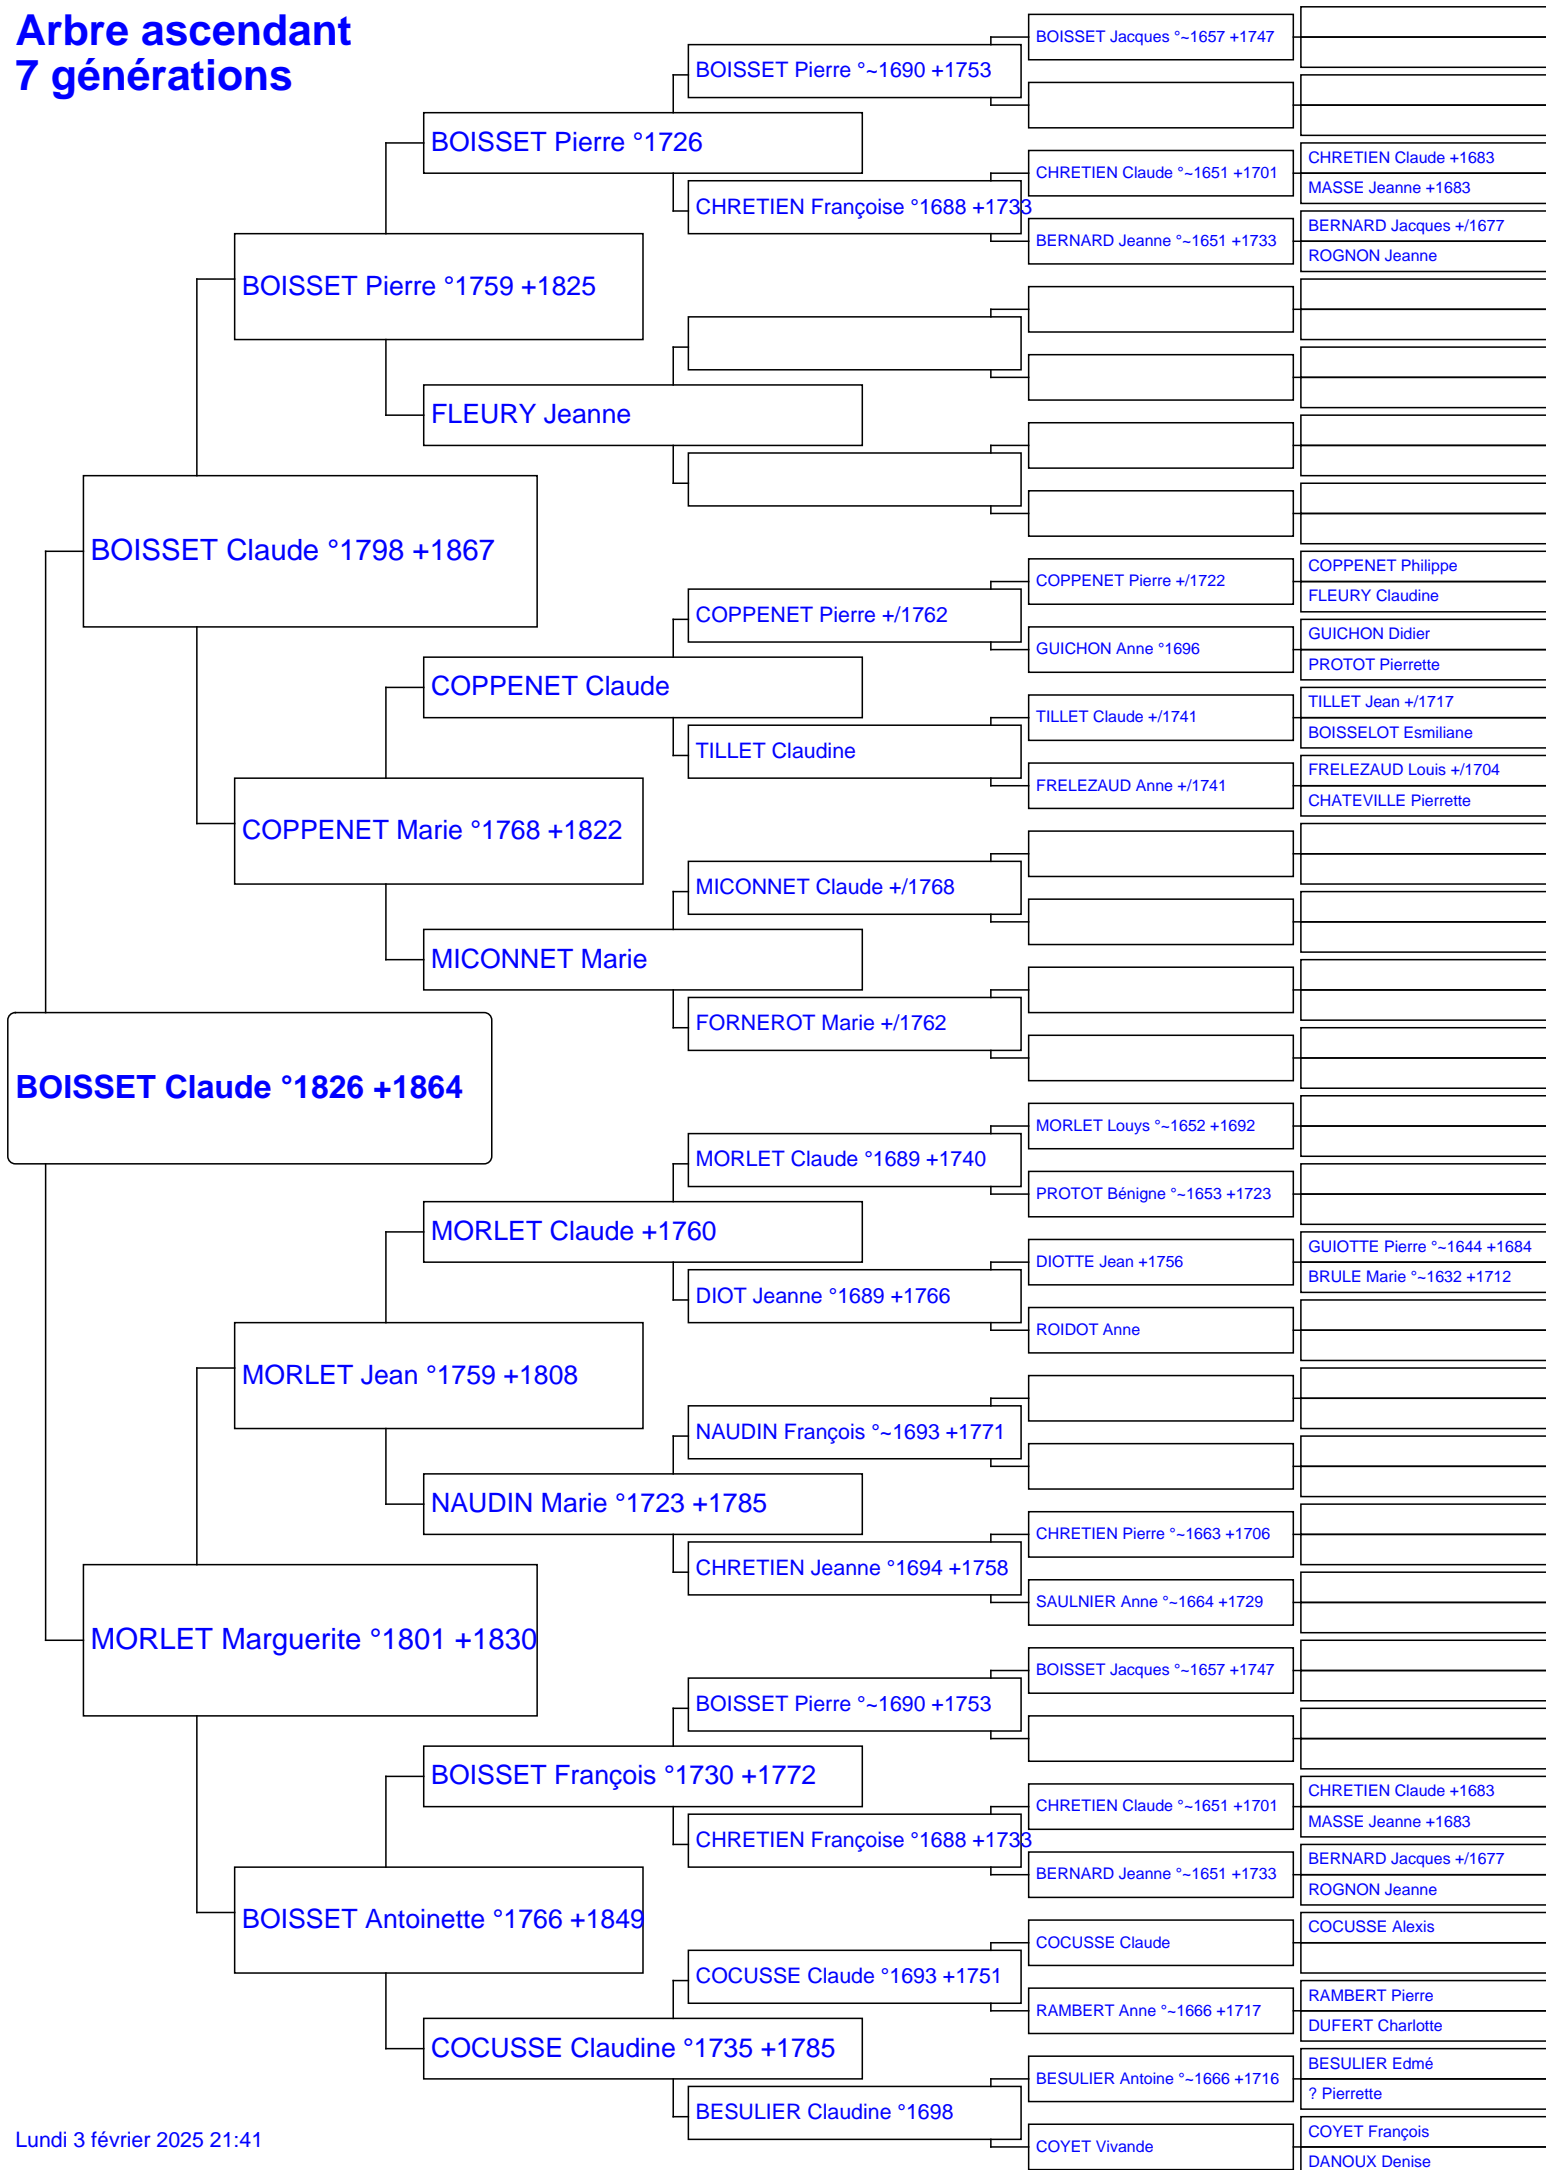 Arbre ascendant
7 générations
BOISSET Jacques °~1657 +1747
BOISSET Pierre °~1690 +1753
BOISSET Pierre °1726
CHRETIEN Claude °~1651 +1701
CHRETIEN Claude +1683
MASSE Jeanne +1683
CHRETIEN Françoise °1688 +1733
BERNARD Jeanne °~1651 +1733
BERNARD Jacques +/1677
ROGNON Jeanne
BOISSET Pierre °1759 +1825
FLEURY Jeanne
BOISSET Claude °1798 +1867
COPPENET Pierre +/1722
COPPENET Philippe
FLEURY Claudine
COPPENET Pierre +/1762
GUICHON Anne °1696
GUICHON Didier
PROTOT Pierrette
COPPENET Claude
TILLET Claude +/1741
TILLET Jean +/1717
BOISSELOT Esmiliane
TILLET Claudine
FRELEZAUD Anne +/1741
FRELEZAUD Louis +/1704
CHATEVILLE Pierrette
COPPENET Marie °1768 +1822
MICONNET Claude +/1768
MICONNET Marie
FORNEROT Marie +/1762
BOISSET Claude °1826 +1864
MORLET Louys °~1652 +1692
MORLET Claude °1689 +1740
PROTOT Bénigne °~1653 +1723
MORLET Claude +1760
DIOTTE Jean +1756
GUIOTTE Pierre °~1644 +1684
BRULE Marie °~1632 +1712
DIOT Jeanne °1689 +1766
ROIDOT Anne
MORLET Jean °1759 +1808
NAUDIN François °~1693 +1771
NAUDIN Marie °1723 +1785
CHRETIEN Pierre °~1663 +1706
CHRETIEN Jeanne °1694 +1758
SAULNIER Anne °~1664 +1729
MORLET Marguerite °1801 +1830
BOISSET Jacques °~1657 +1747
BOISSET Pierre °~1690 +1753
BOISSET François °1730 +1772
CHRETIEN Claude °~1651 +1701
CHRETIEN Claude +1683
MASSE Jeanne +1683
CHRETIEN Françoise °1688 +1733
BERNARD Jeanne °~1651 +1733
BERNARD Jacques +/1677
ROGNON Jeanne
BOISSET Antoinette °1766 +1849
COCUSSE Claude
COCUSSE Alexis
COCUSSE Claude °1693 +1751
RAMBERT Anne °~1666 +1717
RAMBERT Pierre
DUFERT Charlotte
COCUSSE Claudine °1735 +1785
BESULIER Antoine °~1666 +1716
BESULIER Edmé
? Pierrette
BESULIER Claudine °1698
COYET Vivande
COYET François
DANOUX Denise
Lundi 3 février 2025 21:41